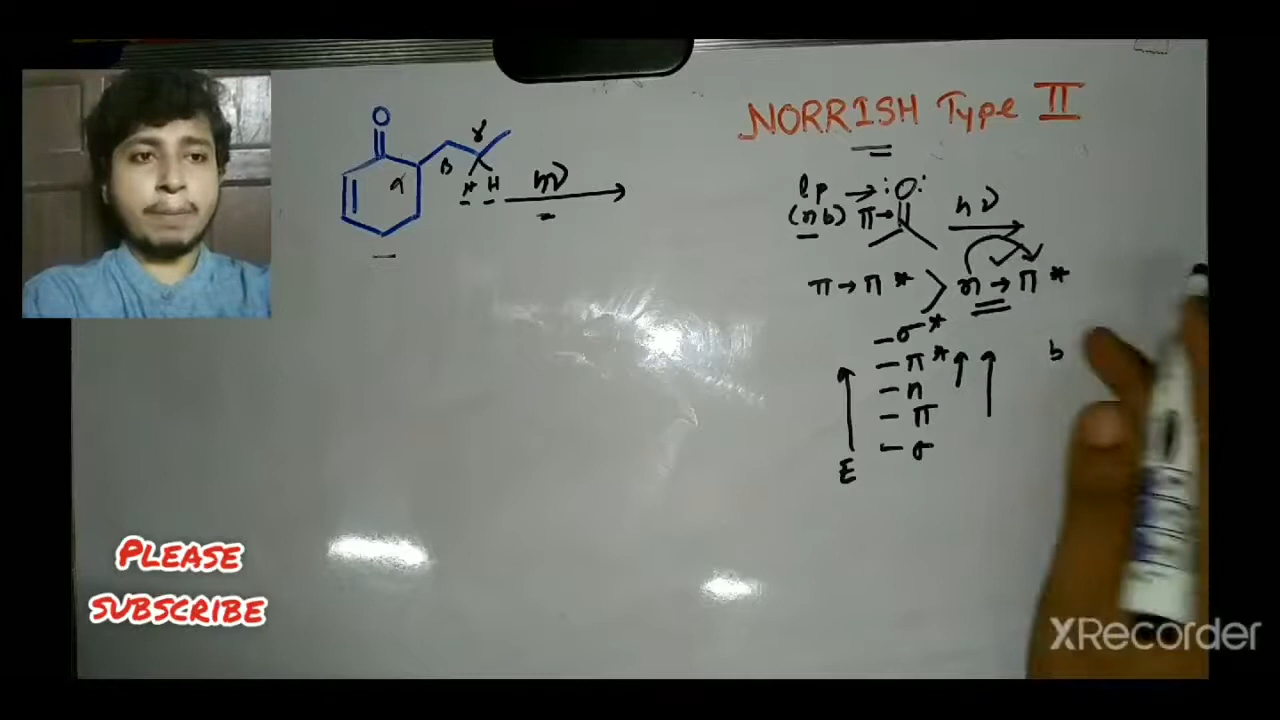 NORRISH Type II
O
α
β
γ
H H
hν
lp → :O:
(nb) π→
hν
π → π* > n → π*
– σ*
– π*
– n
– π
– σ
E
b
PLEASE
SUBSCRIBE
XRecorder